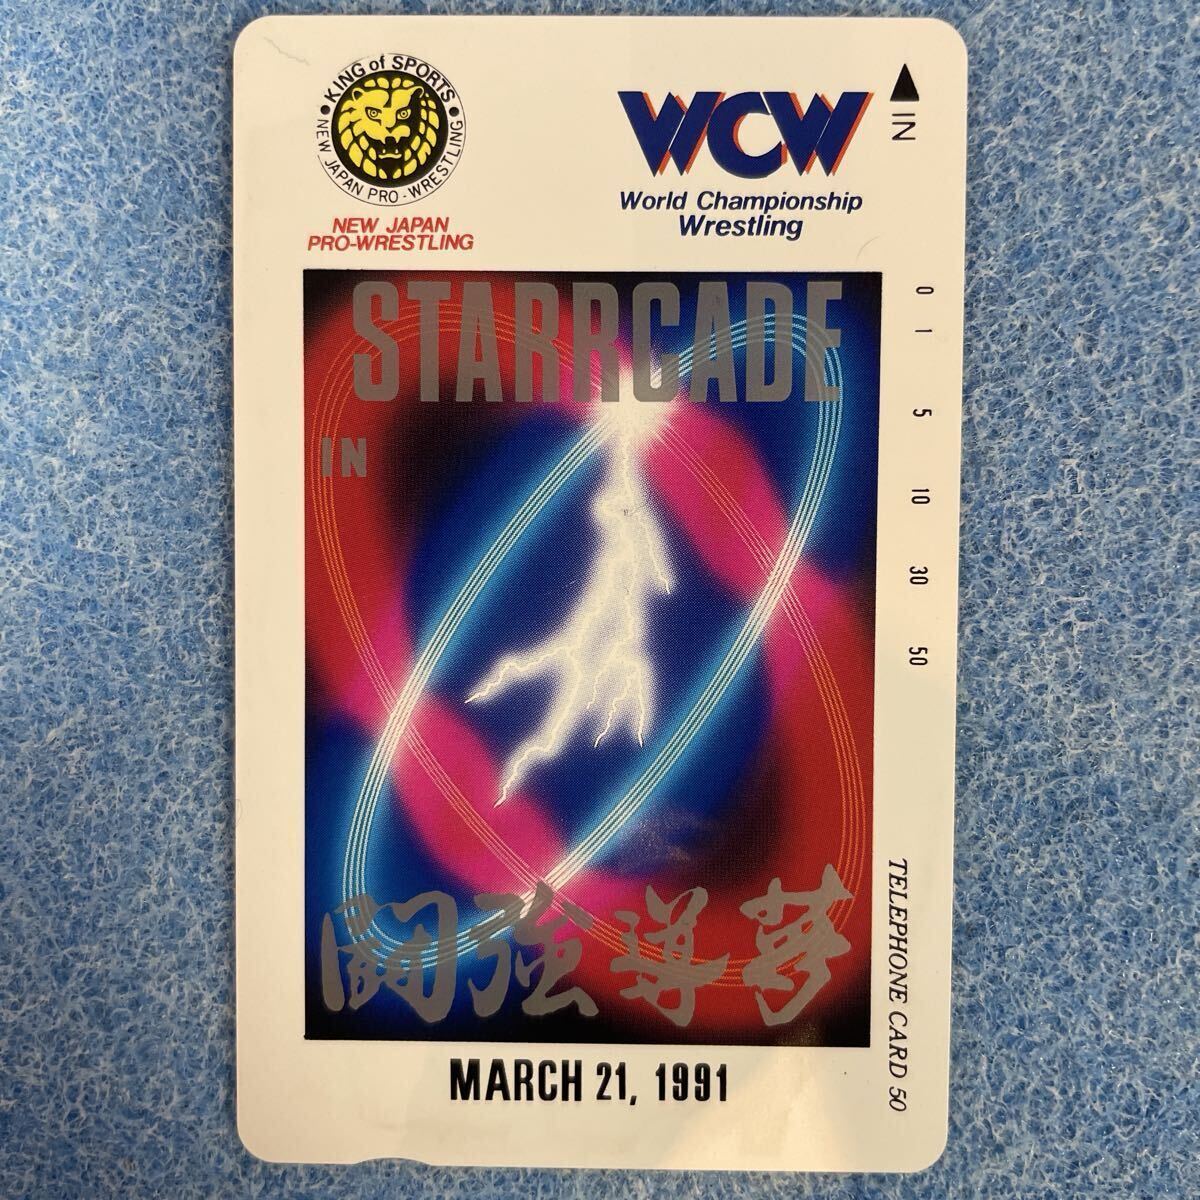 KING of SPORTS
NEW JAPAN PRO-WRESTLING
NEW JAPAN
PRO-WRESTLING
WCW
World Championship
Wrestling
IN
STARRCADE
IN
闘強導夢
MARCH 21, 1991
0
1
5
10
30
50
TELEPHONE CARD 50